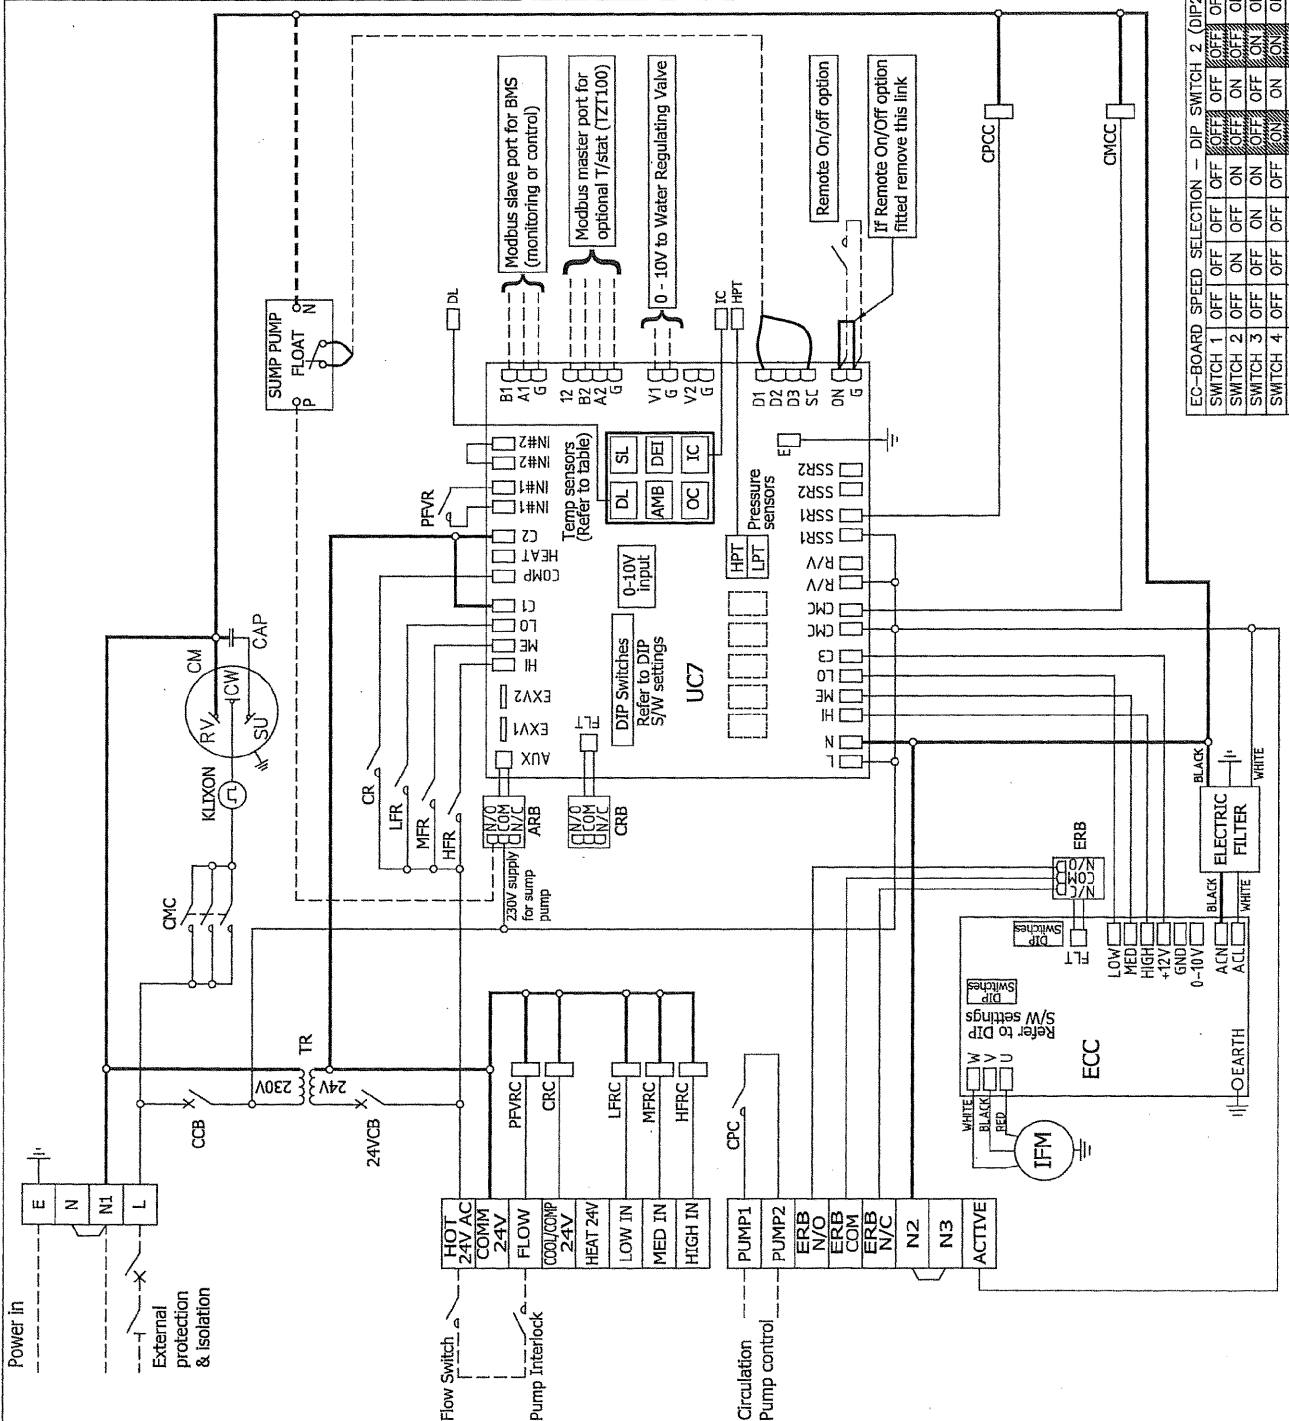 Power in
External
protection
& isolation
E
N
N1
L
CCB
230V
TR
24V
24VCB
CMC
KLIXON
RV
CM
CW
SU
CAP
SUMP PUMP
FLOAT
P
N
Flow Switch
Pump Interlock
HOT
24V AC
COMM
24V
FLOW
COOL/COMP
24V
HEAT 24V
LOW IN
MED IN
HIGH IN
PFVRC
CRC
LFRC
MFRC
HFRC
CR
LFR
MFR
HFR
PFVR
N/O
COM
N/C
ARB
230V supply
for sump
pump
N/O
COM
N/C
CRB
AUX
EXV1
EXV2
FLT
HI
ME
LO
C1
COMP
HEAT
C2
IN#1
IN#1
IN#2
IN#2
Temp sensors
(Refer to table)
DL
SL
AMB
DEI
OC
IC
0-10V
input
DIP Switches
Refer to DIP
S/W settings
UC7
HPT
LPT
Pressure
sensors
DL
IC
HPT
B1
A1
G
12
B2
A2
G
V1
G
V2
G
D1
D2
D3
SC
ON
G
E
Modbus slave port for BMS
(monitoring or control)
Modbus master port for
optional T/stat (TZT100)
0 - 10V to Water Regulating Valve
Remote On/off option
If Remote On/Off option
fitted remove this link
L
N
HI
ME
LO
C3
CMC
CMC
R/V
R/V
SSR1
SSR1
SSR2
SSR2
CPCC
CMCC
Circulation
Pump control
PUMP1
PUMP2
ERB
N/O
ERB
COM
ERB
N/C
N2
N3
ACTIVE
CPC
N/O
COM
N/C
ERB
FLT
DIP
Switches
DIP
Switches
Refer to DIP
S/W settings
ECC
W
V
U
WHITE
BLACK
RED
IFM
EARTH
LOW
MED
HIGH
+12V
GND
0-10V
ACN
ACL
BLACK
WHITE
ELECTRIC
FILTER
BLACK
WHITE
EC-BOARD SPEED SELECTION - DIP SWITCH 2 (DIP2
SWITCH 1 OFF OFF OFF OFF OFF OFF OFF
SWITCH 2 OFF ON OFF ON OFF ON OFF
SWITCH 3 OFF OFF ON ON OFF OFF ON
SWITCH 4 OFF OFF OFF OFF ON ON ON